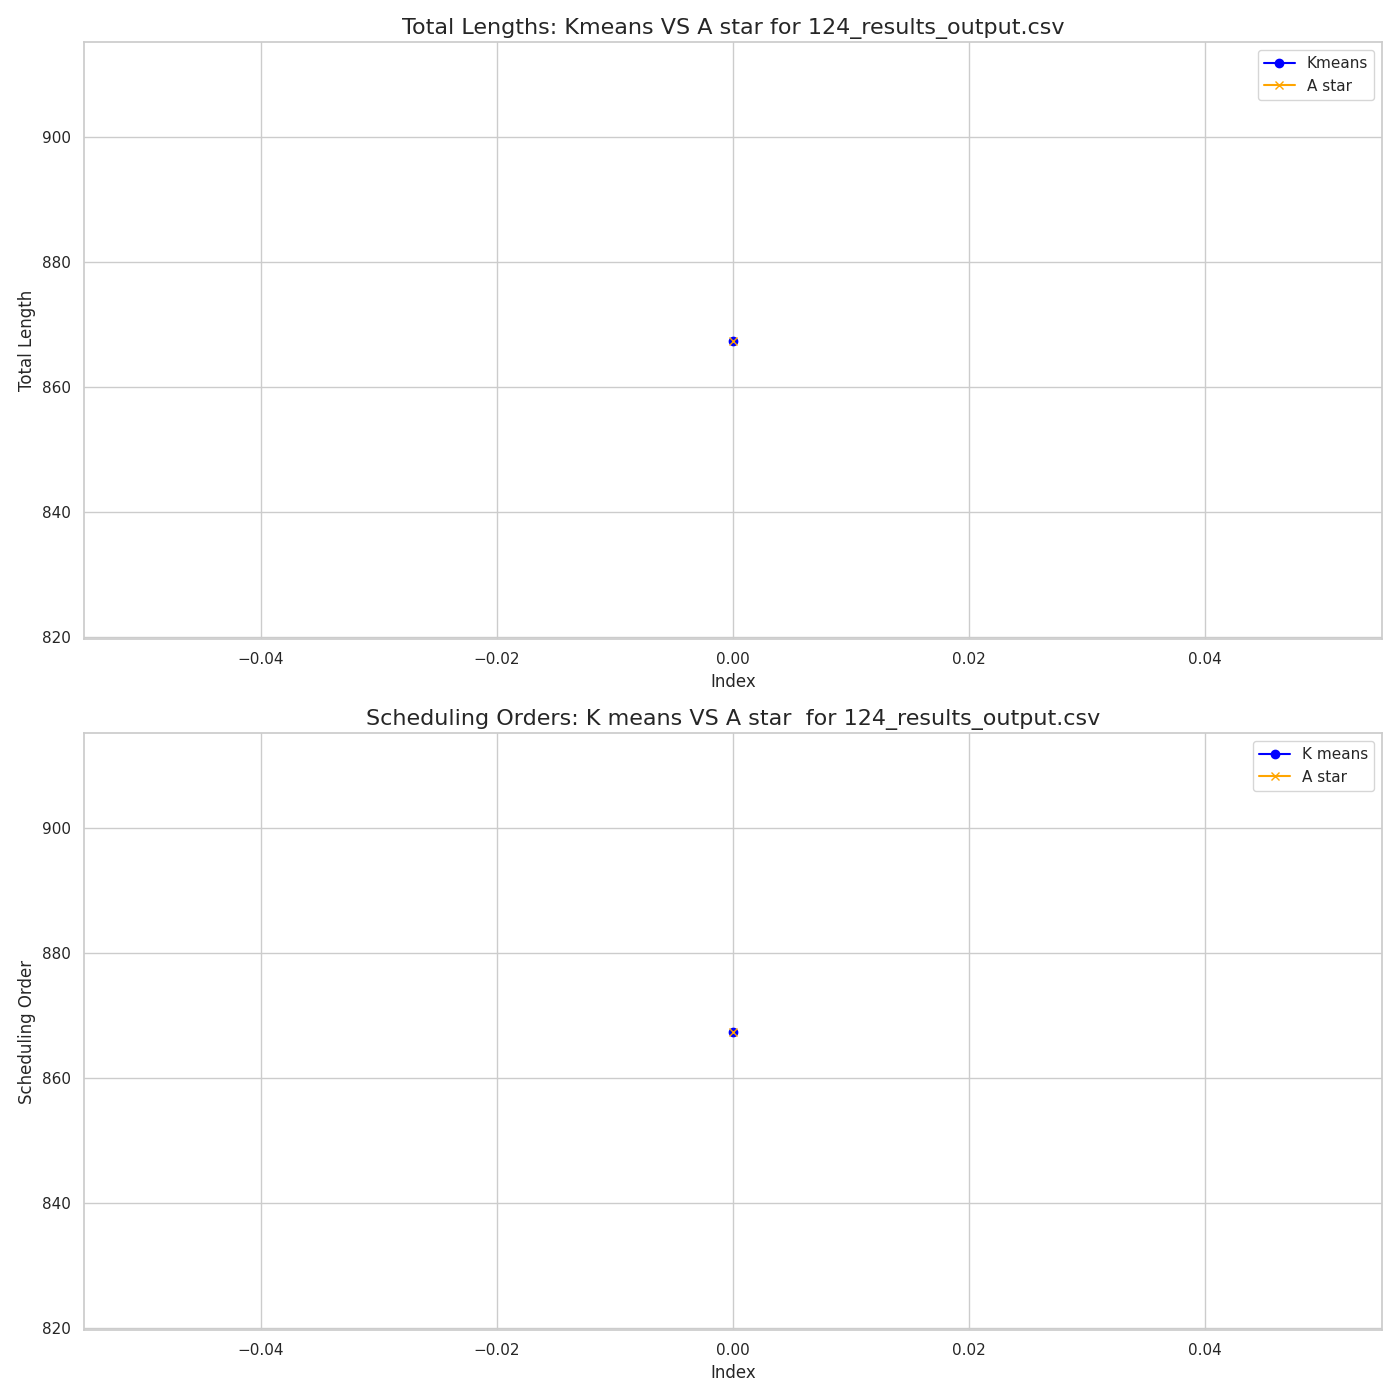 Total Lengths: Kmeans VS A star for 124_results_output.csv
Kmeans
A star
900
880
860
840
820
Total Length
−0.04
−0.02
0.00
0.02
0.04
Index
Scheduling Orders: K means VS A star  for 124_results_output.csv
K means
A star
900
880
860
840
820
Scheduling Order
−0.04
−0.02
0.00
0.02
0.04
Index